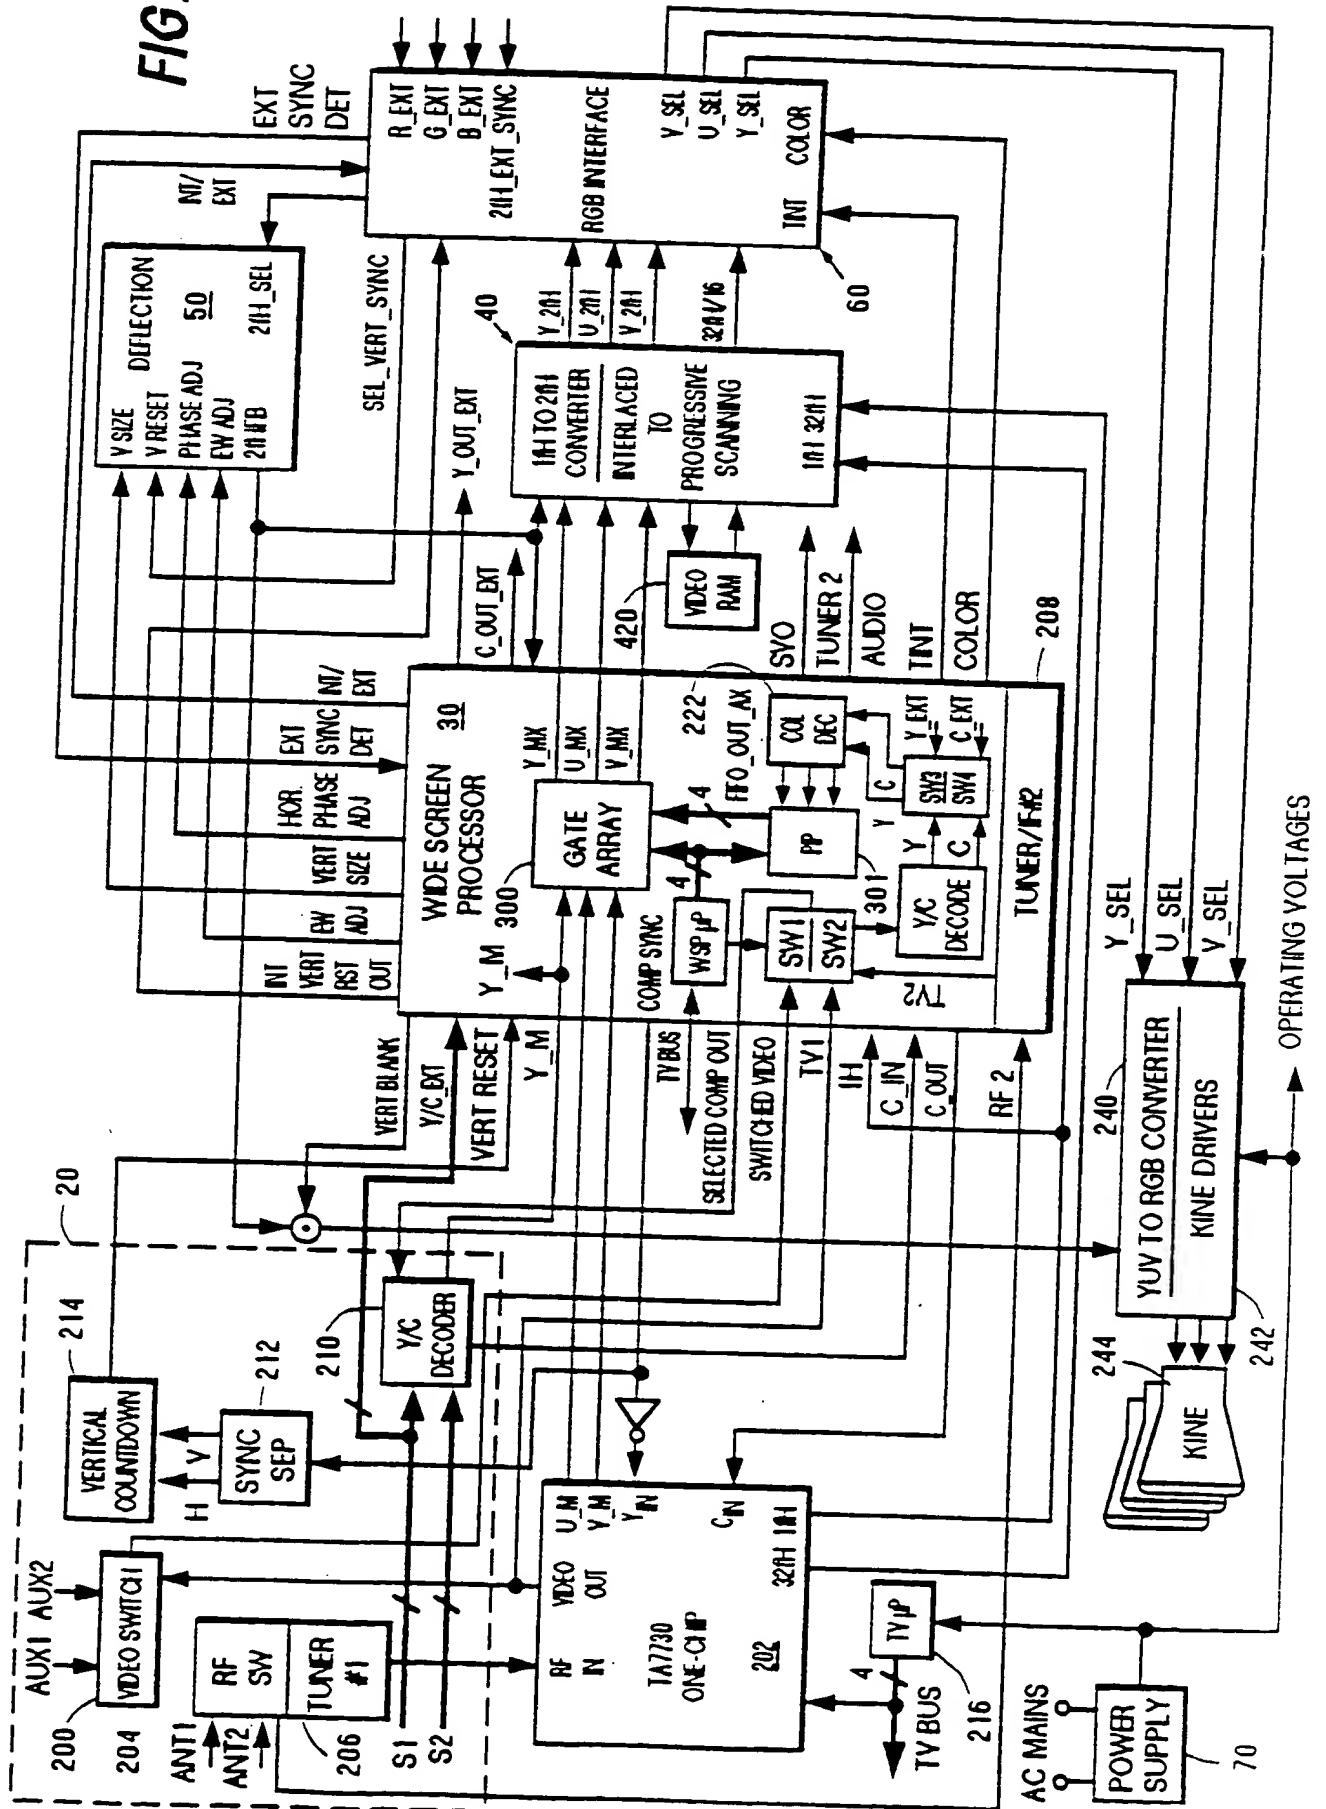 FIG.
AUX1
AUX2
200
VIDEO SWITCH
204
ANT1
ANT2
RF
SW
TUNER
#1
206
S1
S2
214
VERTICAL
COUNTDOWN
H
V
212
SYNC
SEP
20
210
Y/C
DECODER
VIDEO
OUT
RF
IN
TA7730
ONE-CHIP
202
U_M
V_M
Y
IN
C
IN
32fH 1fH
TV µP
4
216
TV BUS
AC MAINS
POWER
SUPPLY
70
VERT BLANK
Y/C_EXT
VERT RESET
Y_M
TV BUS
SELECTED COMP OUT
SWITCHED VIDEO
TV1
1H
C_IN
C_OUT
RF 2
INT
VERT
RST
OUT
EW
ADJ
VERT
SIZE
HOR.
PHASE
ADJ
EXT
SYNC
DET
NT/
EXT
WIDE SCREEN
PROCESSOR
30
Y_M
300
GATE
ARRAY
Y_MX
U_MX
V_MX
COMP SYNC
WSP µP
4
4
FIFO_OUT_AX
222
COL
DEC
PIP
301
SW1
SW2
TV2
Y/C
DECODE
Y
C
Y
C
SW3
SW4
Y_EXT
C_EXT
TUNER/IF#2
208
C_OUT_EXT
Y_OUT_EXT
SVO
TUNER 2
AUDIO
TINT
COLOR
V SIZE
V RESET
PHASE ADJ
EW ADJ
2fHFB
DEFLECTION
50
2fH_SEL
SEL_VERT_SYNC
NT/
EXT
EXT
SYNC
DET
40
1fH TO 2fH
CONVERTER
INTERLACED
TO
PROGRESSIVE
SCANNING
1fH 32fH
VIDEO
RAM
420
Y_2fH
U_2fH
V_2fH
32fH/16
R_EXT
G_EXT
B_EXT
2fH_EXT_SYNC
RGB INTERFACE
V_SEL
U_SEL
Y_SEL
TINT
COLOR
60
Y_SEL
U_SEL
V_SEL
240
YUV TO RGB CONVERTER
KINE DRIVERS
242
244
KINE
OPERATING VOLTAGES